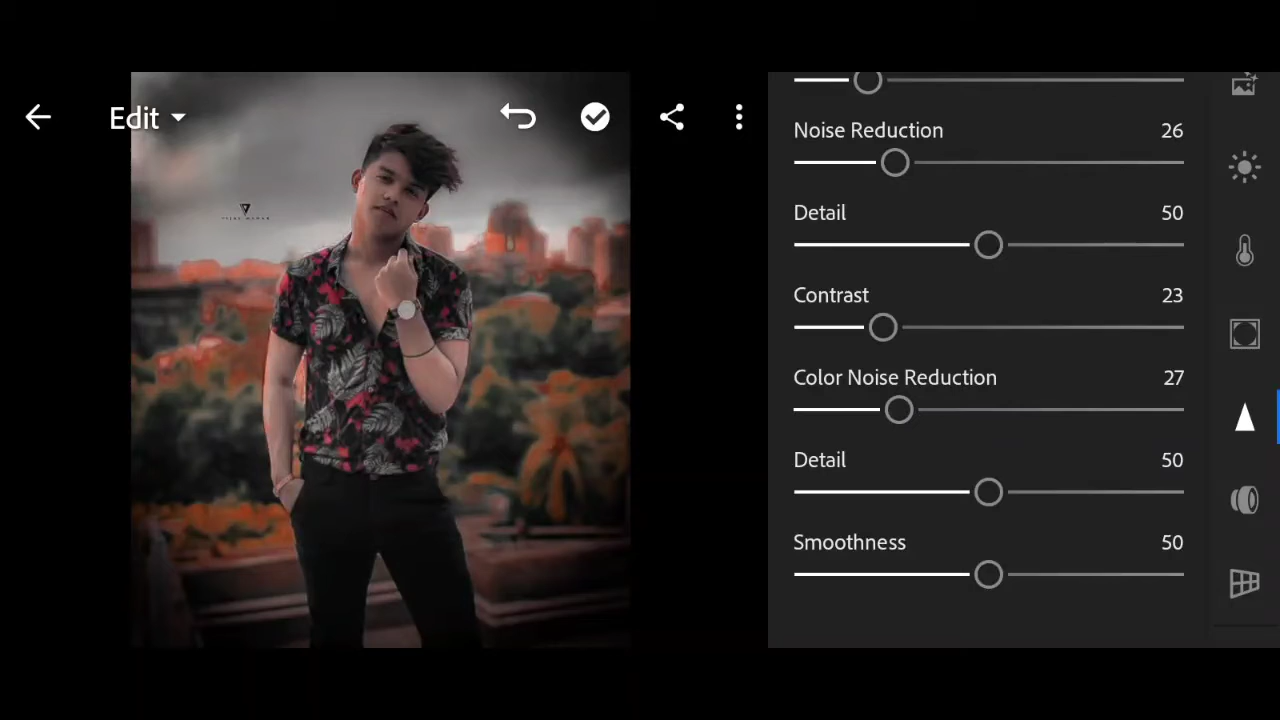 Edit
Noise Reduction 26
Detail 50
Contrast 23
Color Noise Reduction 27
Detail 50
Smoothness 50